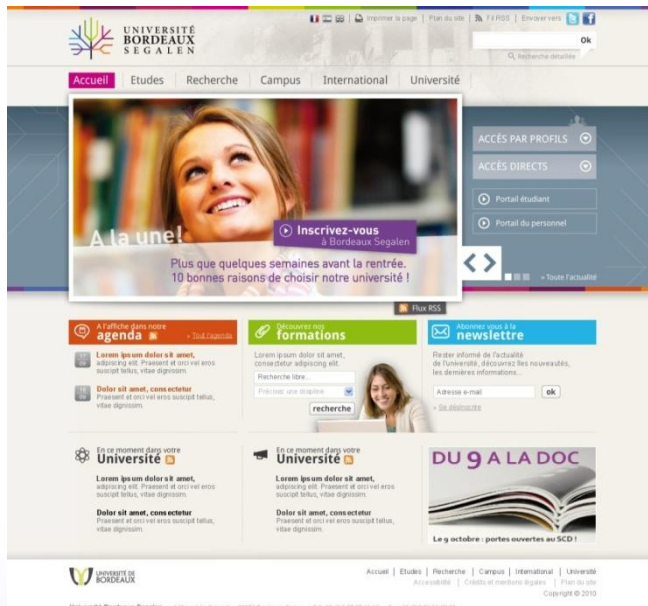 UNIVERSITÉ
BORDEAUX
SEGALEN
Imprimer la page | Plan du site | Fil RSS | Envoyer vers
Ok
Recherche détaillée
Accueil
Etudes
Recherche
Campus
International
Université
ACCÈS PAR PROFILS
ACCÈS DIRECTS
Portail étudiant
Portail du personnel
A la une!
Inscrivez-vous
à Bordeaux Segalen
Plus que quelques semaines avant la rentrée.
10 bonnes raisons de choisir notre université !
» Toute l'actualité
Flux RSS
A l'affiche dans notre
agenda
» Tout l'agenda
Lorem ipsum dolor sit amet,
adipiscing elit. Praesent et orci vel eros
suscipit tellus, vitae dignissim.
Dolor sit amet, consectetur
Praesent et orci vel eros suscipit tellus,
vitae dignissim.
Découvrez nos
formations
Lorem ipsum dolor sit amet,
consectetur adipiscing elit
Recherche libre...
Précisez une discipline
recherche
Abonnez vous à la
newsletter
Rester informé de l'actualité
de l'université, découvrez les nouveautés,
les dernières informations...
Adresse e-mail
ok
» Se désinscrire
En ce moment dans votre
Université
Lorem ipsum dolor sit amet,
adipiscing elit. Praesent et orci vel eros
suscipit tellus, vitae dignissim.
Dolor sit amet, consectetur
Praesent et orci vel eros suscipit tellus,
vitae dignissim.
En ce moment dans votre
Université
Lorem ipsum dolor sit amet,
adipiscing elit. Praesent et orci vel eros
suscipit tellus, vitae dignissim.
Dolor sit amet, consectetur
Praesent et orci vel eros suscipit tellus,
vitae dignissim.
DU 9 A LA DOC
Le 9 octobre : portes ouvertes au SCD !
UNIVERSITÉ DE
BORDEAUX
Accueil | Etudes | Recherche | Campus | International | Université
Accessibilité | Crédits et mentions légales | Plan du site
Copyright © 2010
Université Bordeaux Segalen